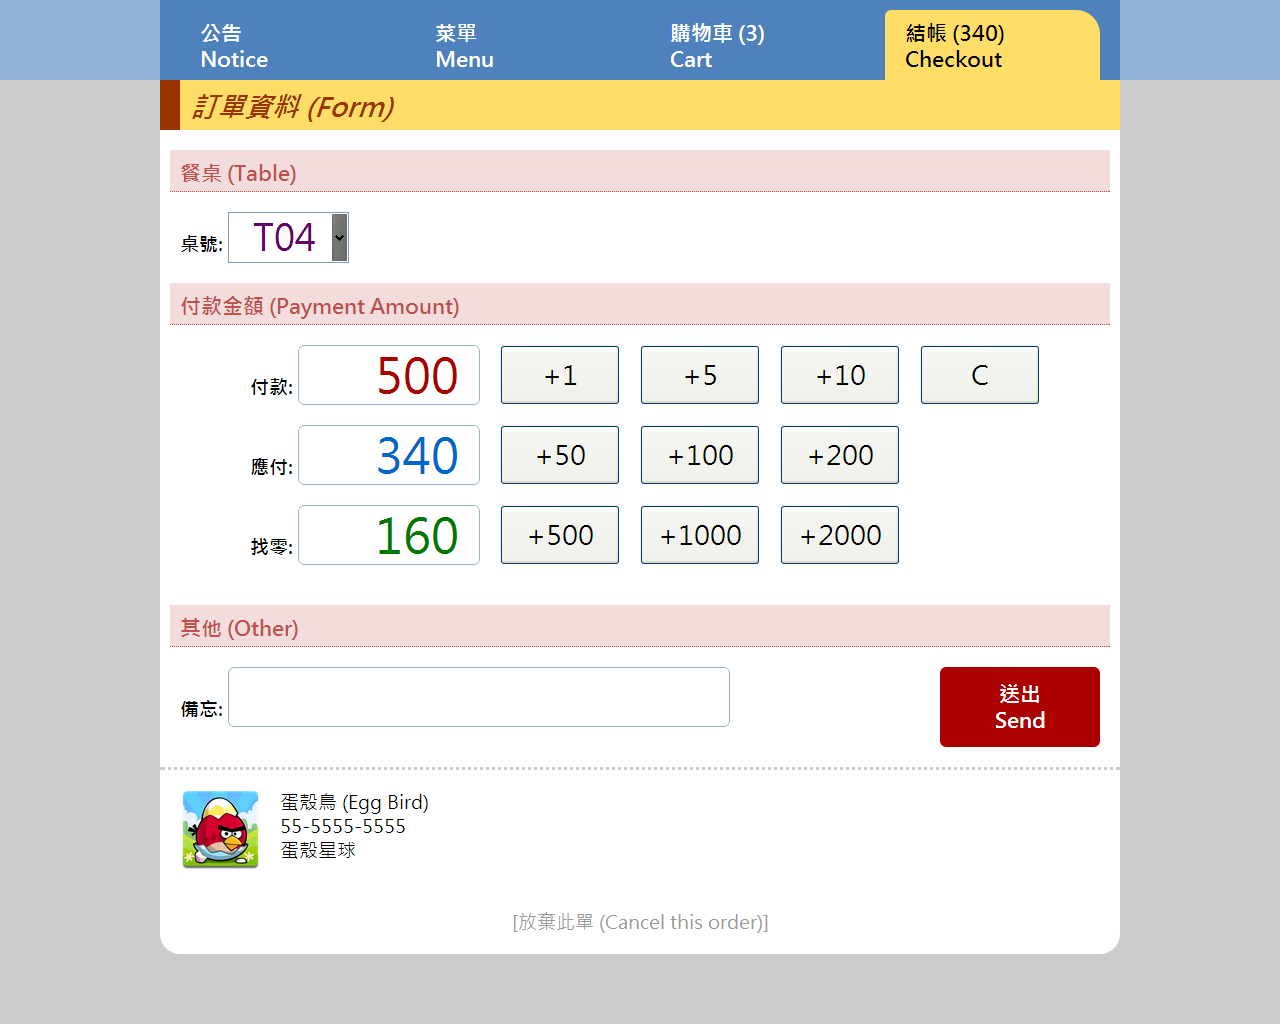 公告
Notice
菜單
Menu
購物車 (3)
Cart
結帳 (340)
Checkout
訂單資料 (Form)
餐桌 (Table)
桌號: T04
付款金額 (Payment Amount)
付款: 500 +1 +5 +10 C
應付: 340 +50 +100 +200
找零: 160 +500 +1000 +2000
其他 (Other)
備忘:
送出
Send
蛋殼鳥 (Egg Bird)
55-5555-5555
蛋殼星球
[放棄此單 (Cancel this order)]